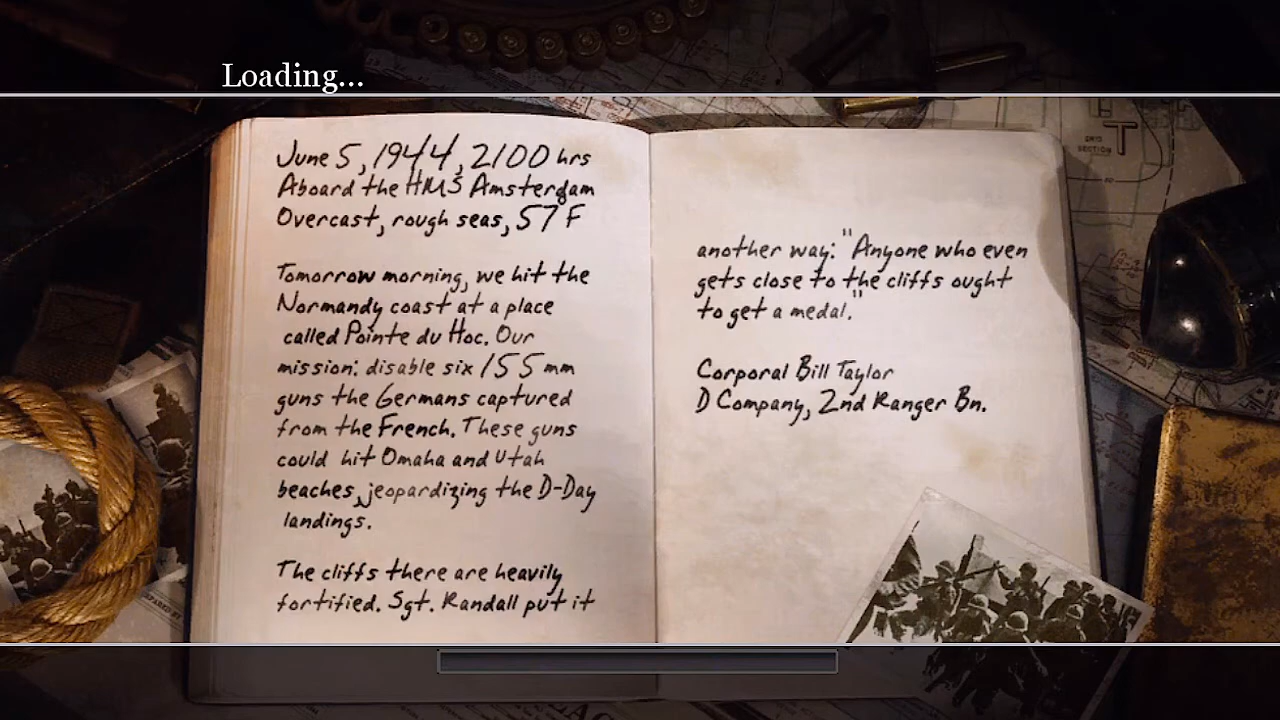 Loading...
June 5, 1944, 2100 hrs
Aboard the HMS Amsterdam
Overcast, rough seas, 57 F
Tomorrow morning, we hit the
Normandy coast at a place
called Pointe du Hoc. Our
mission: disable six 155 mm
guns the Germans captured
from the French. These guns
could hit Omaha and Utah
beaches, jeopardizing the D-Day
landings.
The cliffs there are heavily
fortified. Sgt. Randall put it
another way: "Anyone who even
gets close to the cliffs ought
to get a medal."
Corporal Bill Taylor
D Company, 2nd Ranger Bn.
GRID
SECTION T